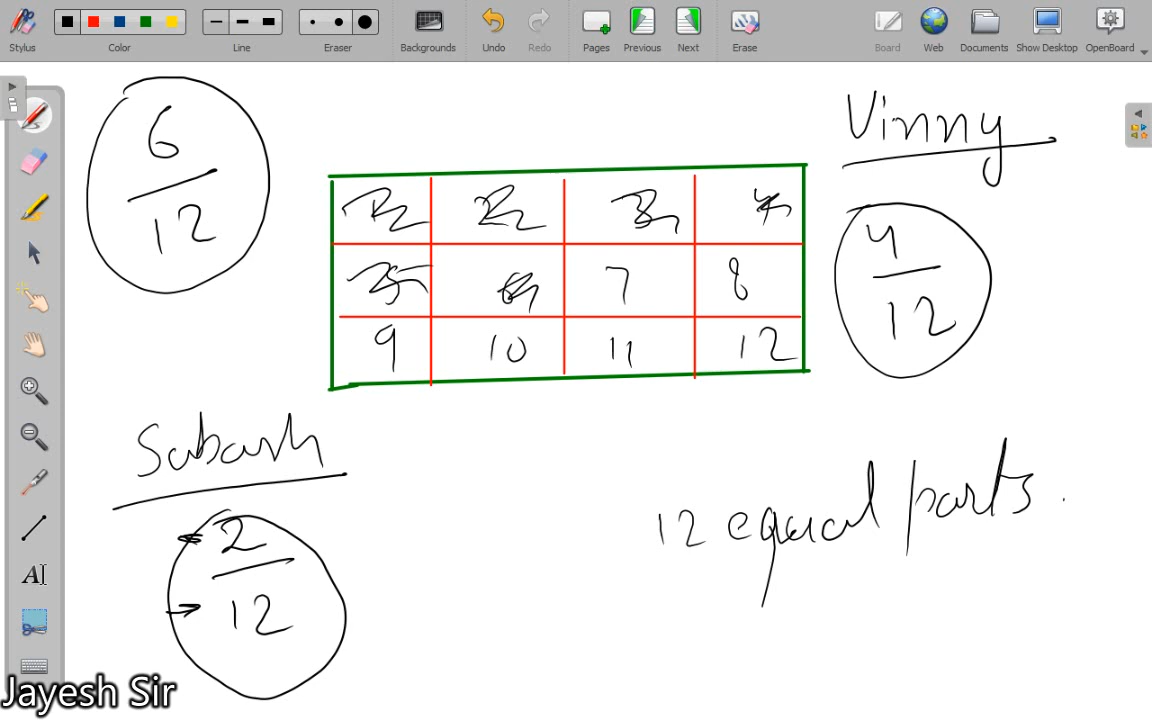 Stylus
Color
Line
Eraser
Backgrounds
Undo
Redo
Pages
Previous
Next
Erase
Board
Web
Documents
Show Desktop
OpenBoard
6
12
Vinny
4
12
7
8
9
10
11
12
Subash
2
12
12 equal parts.
Jayesh Sir